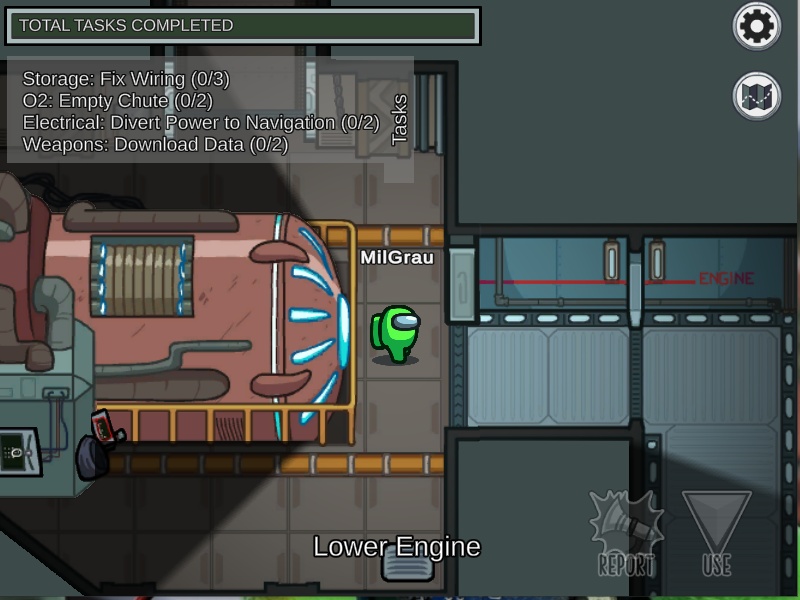 TOTAL TASKS COMPLETED
Storage: Fix Wiring (0/3)
O2: Empty Chute (0/2)
Electrical: Divert Power to Navigation (0/2)
Weapons: Download Data (0/2)
Tasks
MilGrau
ENGINE
Lower Engine
REPORT
USE